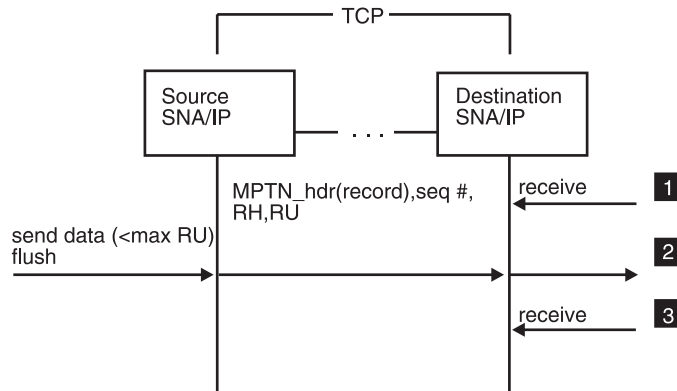 TCP
Source
SNA/IP
. . .
Destination
SNA/IP
MPTN_hdr(record),seq #,
RH,RU
receive
1
send data (<max RU)
flush
2
receive
3